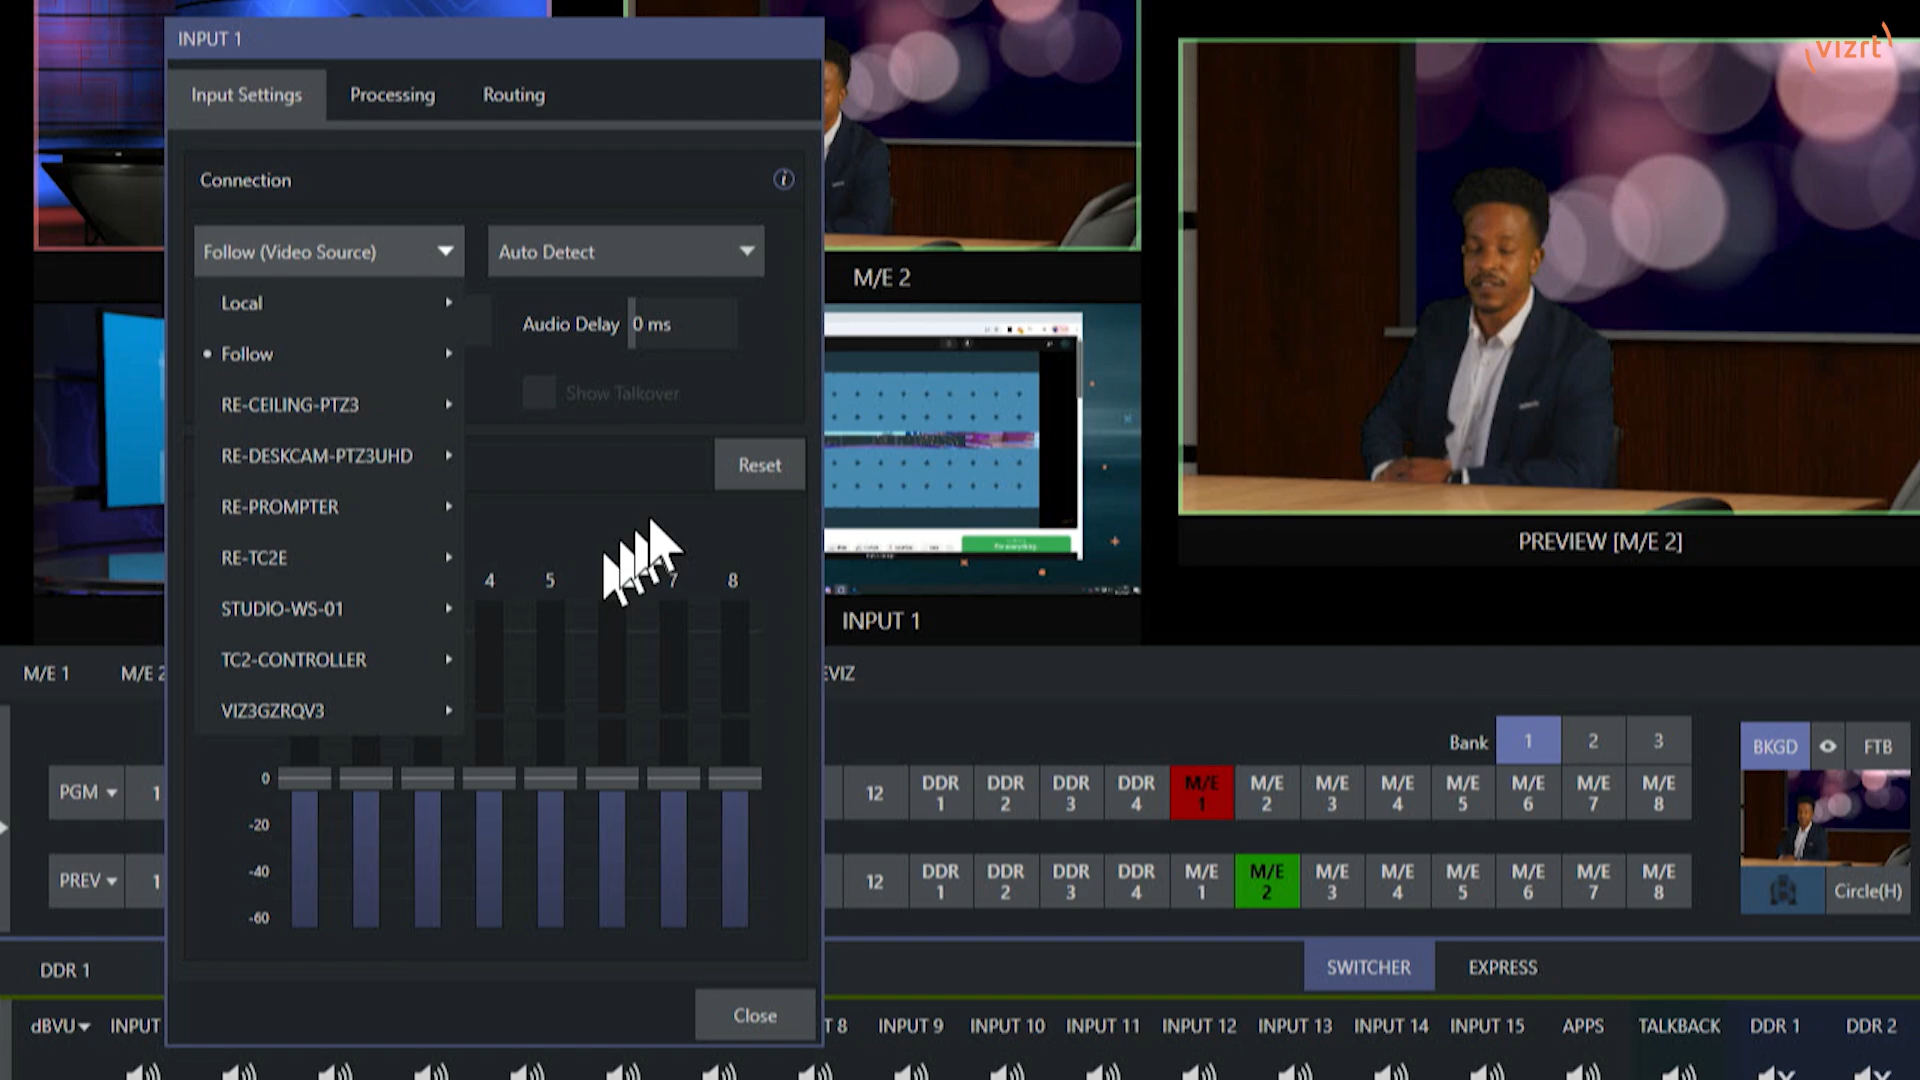 INPUT 1
Input Settings
Processing
Routing
Connection
Follow (Video Source)
Auto Detect
Local
Follow
RE-CEILING-PTZ3
RE-DESKCAM-PTZ3UHD
RE-PROMPTER
RE-TC2E
STUDIO-WS-01
TC2-CONTROLLER
VIZ3GZRQV3
Audio Delay 0 ms
Show Talkover
Reset
4 5 7 8
0
-20
-40
-60
Close
vizrt
M/E 2
INPUT 1
PREVIEW [M/E 2]
M/E 1
M/E 2
EVIZ
Bank 1 2 3
BKGD
FTB
PGM 1
12 DDR 1 DDR 2 DDR 3 DDR 4 M/E 1 M/E 2 M/E 3 M/E 4 M/E 5 M/E 6 M/E 7 M/E 8
PREV 1
12 DDR 1 DDR 2 DDR 3 DDR 4 M/E 1 M/E 2 M/E 3 M/E 4 M/E 5 M/E 6 M/E 7 M/E 8
Circle(H)
DDR 1
SWITCHER
EXPRESS
dBVU INPUT
T 8 INPUT 9 INPUT 10 INPUT 11 INPUT 12 INPUT 13 INPUT 14 INPUT 15 APPS TALKBACK DDR 1 DDR 2